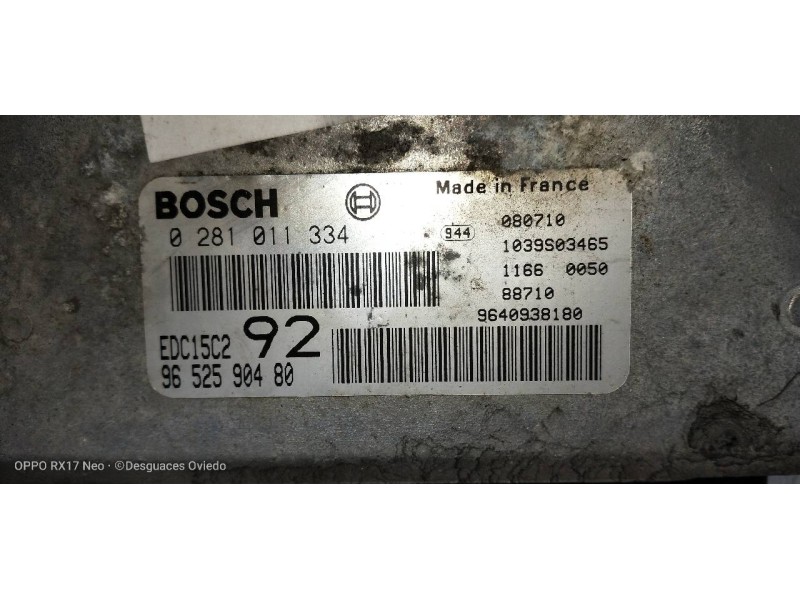 BOSCH
Made in France
0 281 011 334
944
080710
1039S03465
1166 0050
88710
9640938180
EDC15C2 92
96 525 904 80
OPPO RX17 Neo · ©Desguaces Oviedo